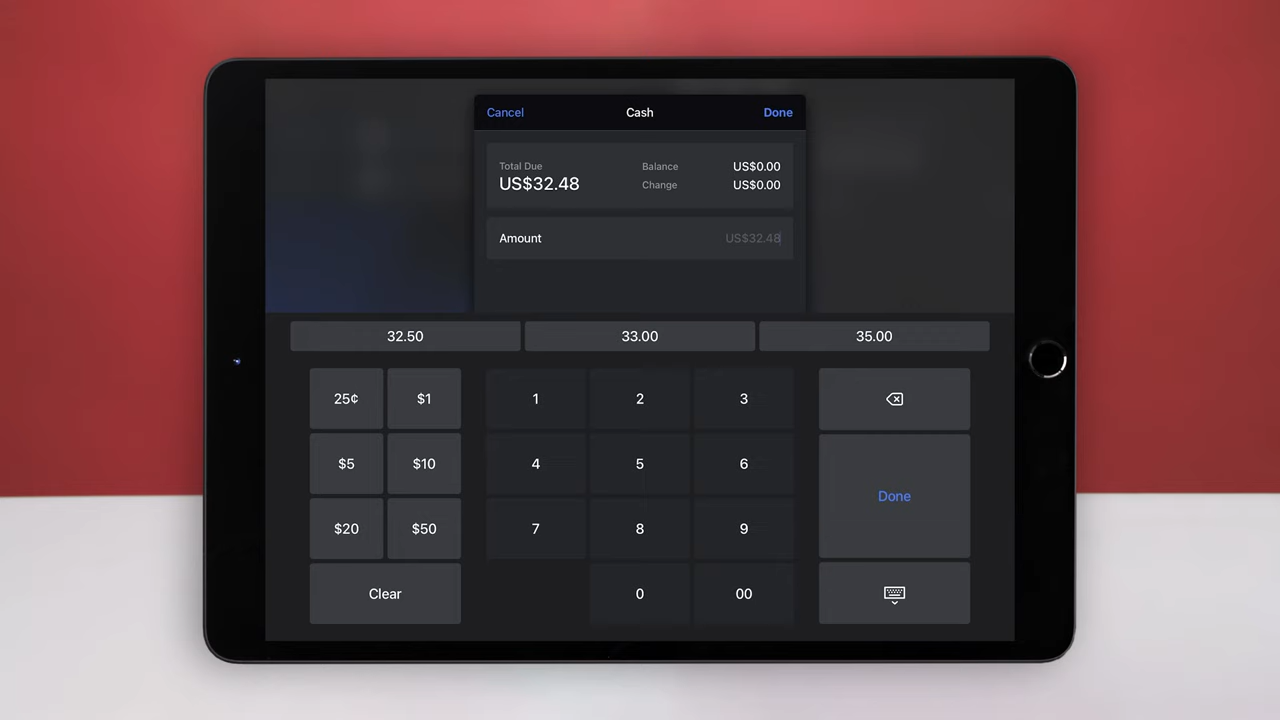 Cancel Cash Done
Total Due Balance US$0.00
US$32.48 Change US$0.00
Amount US$32.48
32.50 33.00 35.00
25¢ $1 1 2 3
$5 $10 4 5 6
Done
$20 $50 7 8 9
Clear 0 00